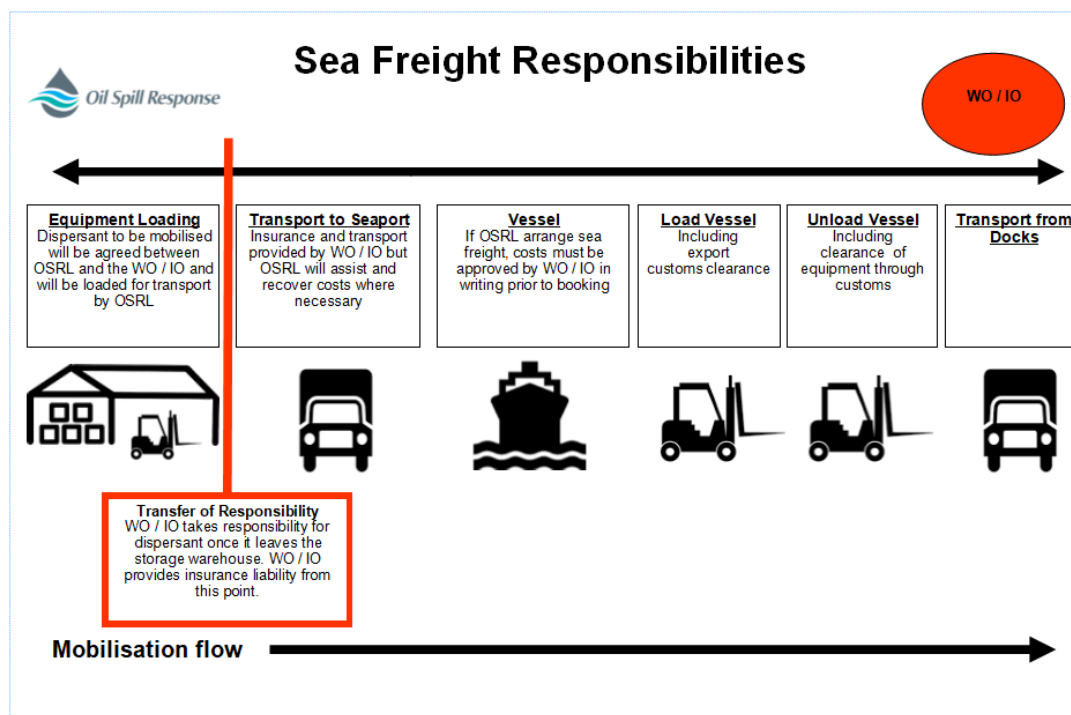 Sea Freight Responsibilities
Oil Spill Response
WO / IO
Equipment Loading
Dispersant to be mobilised
will be agreed between
OSRL and the WO / IO and
will be loaded for transport
by OSRL
Transport to Seaport
Insurance and transport
provided by WO / IO but
OSRL will assist and
recover costs where
necessary
Vessel
If OSRL arrange sea
freight, costs must be
approved by WO / IO in
writing prior to booking
Load Vessel
Including
export
customs clearance
Unload Vessel
Including
clearance of
equipment through
customs
Transport from
Docks
Transfer of Responsibility
WO / IO takes responsibility for
dispersant once it leaves the
storage warehouse. WO / IO
provides insurance liability from
this point.
Mobilisation flow